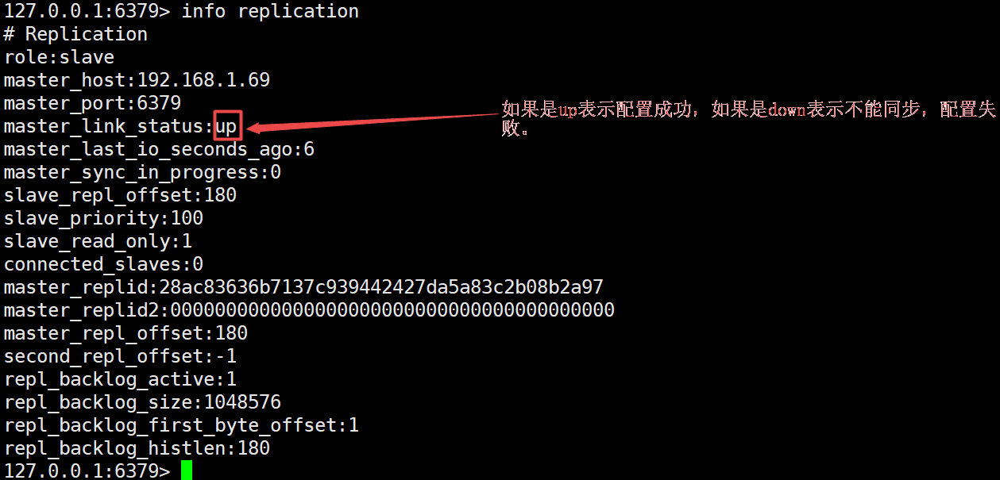 127.0.0.1:6379> info replication
# Replication
role:slave
master_host:192.168.1.69
master_port:6379
master_link_status:up
如果是up表示配置成功，如果是down表示不能同步，配置失
败。
master_last_io_seconds_ago:6
master_sync_in_progress:0
slave_repl_offset:180
slave_priority:100
slave_read_only:1
connected_slaves:0
master_replid:28ac83636b7137c939442427da5a83c2b08b2a97
master_replid2:0000000000000000000000000000000000000000
master_repl_offset:180
second_repl_offset:-1
repl_backlog_active:1
repl_backlog_size:1048576
repl_backlog_first_byte_offset:1
repl_backlog_histlen:180
127.0.0.1:6379>